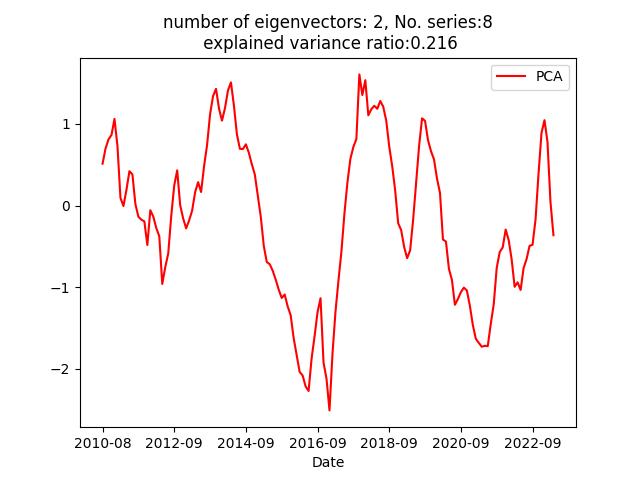 number of eigenvectors: 2, No. series:8
explained variance ratio:0.216
PCA
1
0
−1
−2
2010-08 2012-09 2014-09 2016-09 2018-09 2020-09 2022-09
Date